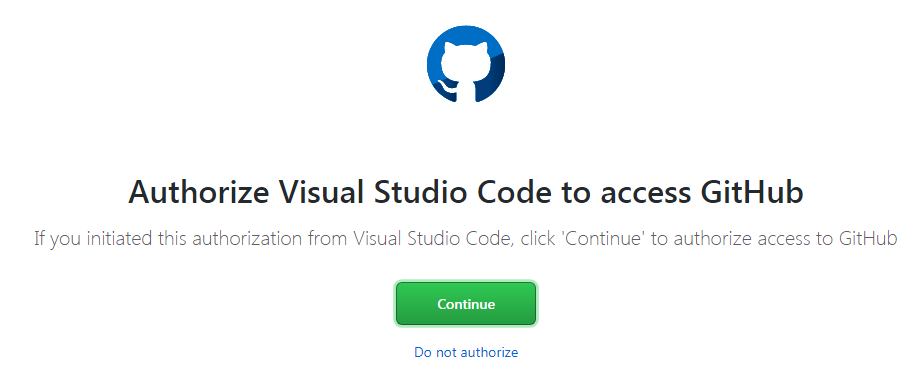 Authorize Visual Studio Code to access GitHub
If you initiated this authorization from Visual Studio Code, click 'Continue' to authorize access to GitHub
Continue
Do not authorize